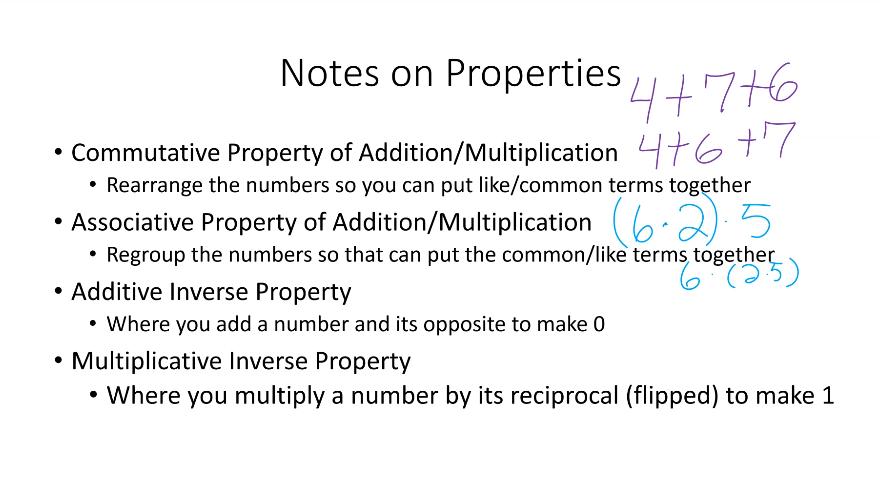 Notes on Properties
4+7+6
• Commutative Property of Addition/Multiplication
4+6+7
• Rearrange the numbers so you can put like/common terms together
• Associative Property of Addition/Multiplication
(6·2)·5
• Regroup the numbers so that can put the common/like terms together
6·(2·5)
• Additive Inverse Property
• Where you add a number and its opposite to make 0
• Multiplicative Inverse Property
• Where you multiply a number by its reciprocal (flipped) to make 1